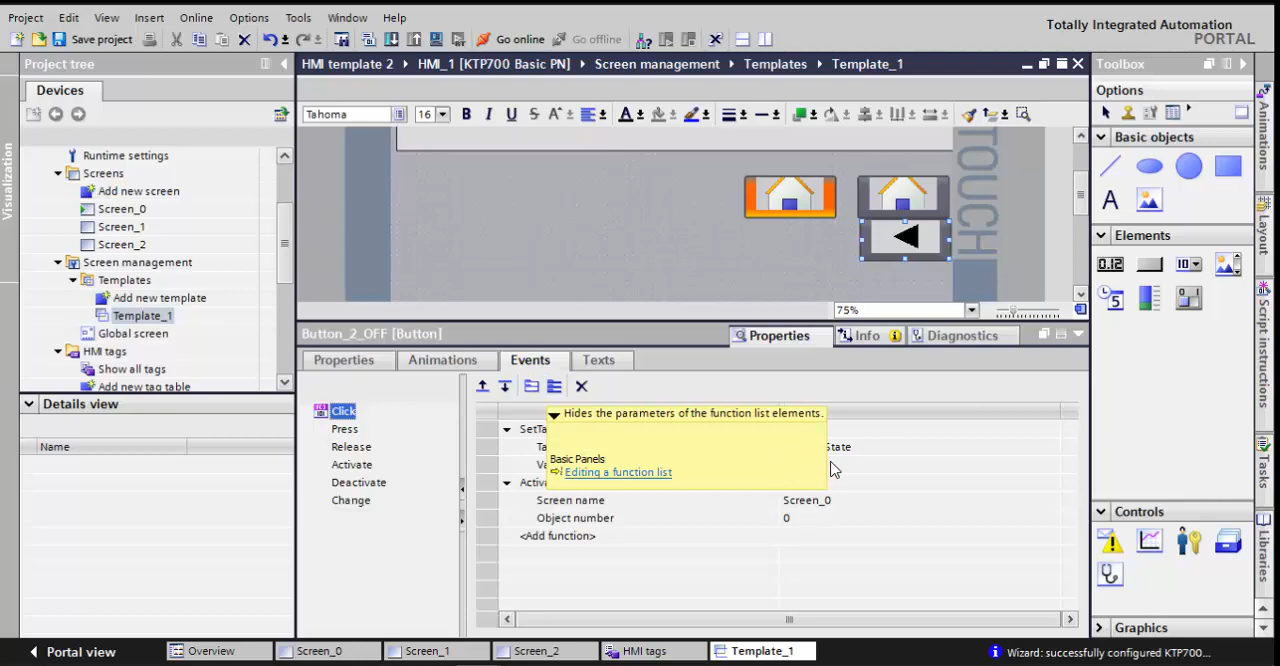 Project Edit View Insert Online Options Tools Window Help
Totally Integrated Automation
PORTAL
Save project
Go online
Go offline
Project tree
HMI template 2 HMI_1 [KTP700 Basic PN] Screen management Templates Template_1
Toolbox
Devices
Options
Tahoma
16
B I U S
Runtime settings
Screens
Add new screen
Screen_0
Screen_1
Screen_2
Screen management
Templates
Add new template
Template_1
Global screen
HMI tags
Show all tags
Add new tag table
Visualization
TOUCH
75%
Basic objects
A
Elements
0.12
10
5
Animations
Layout
Script instructions
Tasks
Libraries
Details view
Name
Button_2_OFF [Button]
Properties
Info
Diagnostics
Properties Animations Events Texts
Click
Press
Release
Activate
Deactivate
Change
Hides the parameters of the function list elements.
Basic Panels
Editing a function list
SetTa
Ta
State
Va
Activ
Screen name Screen_0
Object number 0
<Add function>
Controls
Graphics
Portal view
Overview
Screen_0
Screen_1
Screen_2
HMI tags
Template_1
Wizard: successfully configured KTP700...